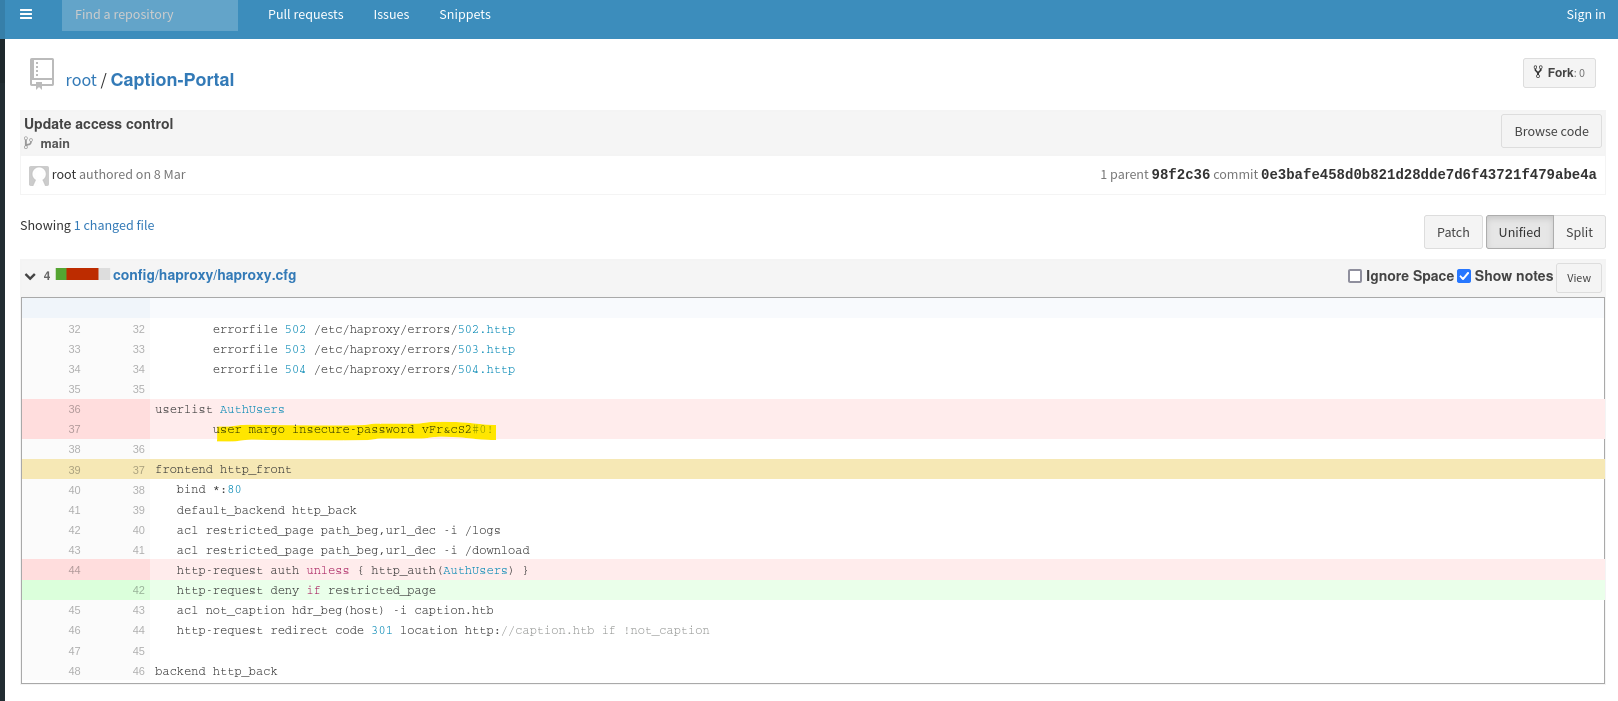 Find a repository Pull requests Issues Snippets Sign in
root / Caption-Portal Fork: 0
Update access control
main Browse code
root authored on 8 Mar 1 parent 98f2c36 commit 0e3bafe458d0b821d28dde7d6f43721f479abe4a
Showing 1 changed file Patch Unified Split
4 config/haproxy/haproxy.cfg Ignore Space Show notes View
32 32 errorfile 502 /etc/haproxy/errors/502.http
33 33 errorfile 503 /etc/haproxy/errors/503.http
34 34 errorfile 504 /etc/haproxy/errors/504.http
35 35
36 userlist AuthUsers
37 user margo insecure-password vFr&cS2#0!
38 36
39 37 frontend http_front
40 38 bind *:80
41 39 default_backend http_back
42 40 acl restricted_page path_beg,url_dec -i /logs
43 41 acl restricted_page path_beg,url_dec -i /download
44 http-request auth unless { http_auth(AuthUsers) }
42 http-request deny if restricted_page
45 43 acl not_caption hdr_beg(host) -i caption.htb
46 44 http-request redirect code 301 location http://caption.htb if !not_caption
47 45
48 46 backend http_back